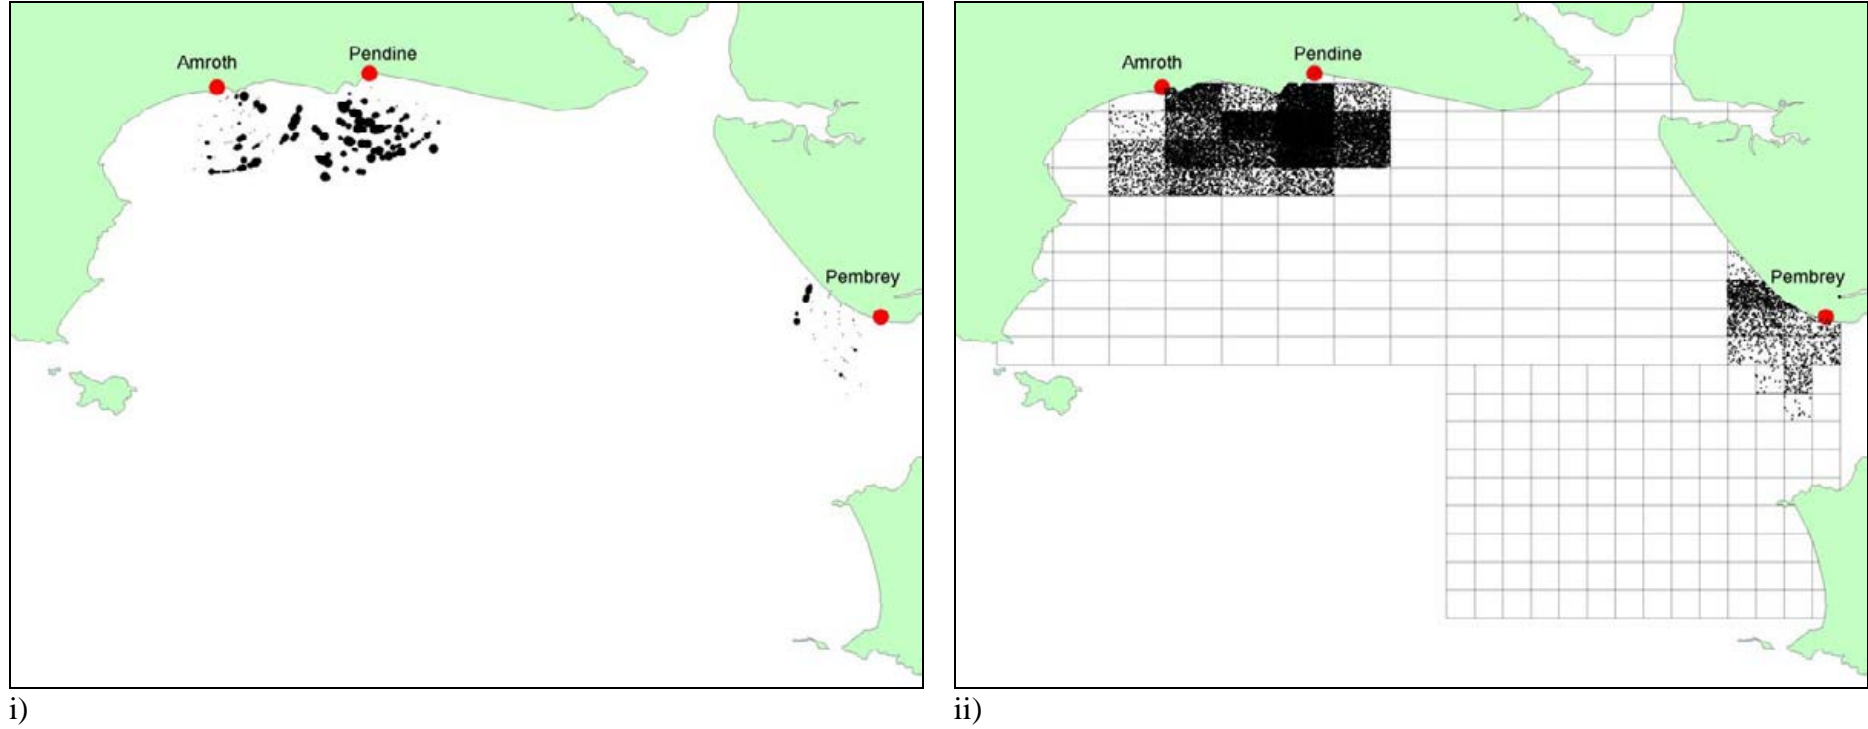 Amroth
Pendine
Pembrey
i)
Amroth
Pendine
Pembrey
ii)